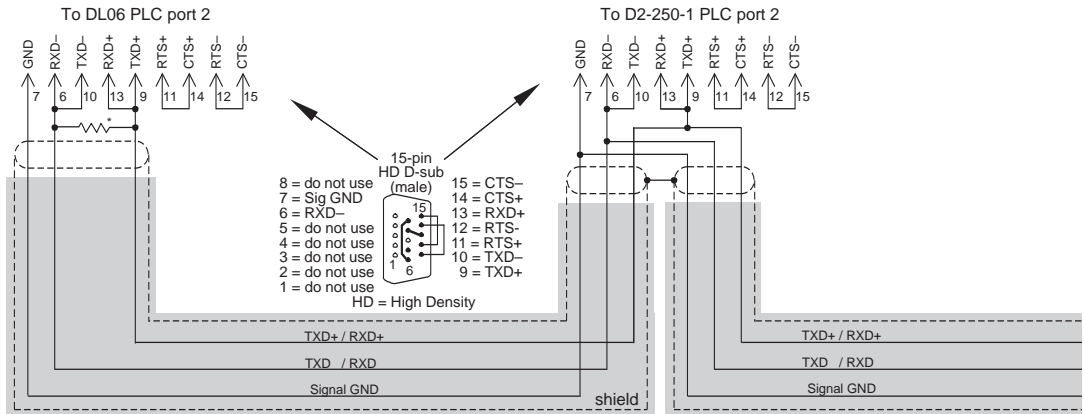 To DL06 PLC port 2
GND RXD– TXD– RXD+ TXD+ RTS+ CTS+ RTS– CTS–
7 6 10 13 9 11 14 12 15
*
To D2-250-1 PLC port 2
GND RXD– TXD– RXD+ TXD+ RTS+ CTS+ RTS– CTS–
7 6 10 13 9 11 14 12 15
15-pin
HD D-sub
(male)
8 = do not use
7 = Sig GND
6 = RXD–
5 = do not use
4 = do not use
3 = do not use
2 = do not use
1 = do not use
15
1
6
15 = CTS–
14 = CTS+
13 = RXD+
12 = RTS-
11 = RTS+
10 = TXD–
9 = TXD+
HD = High Density
TXD+ / RXD+
TXD / RXD
Signal GND
shield
TXD+ / RXD+
TXD / RXD
Signal GND